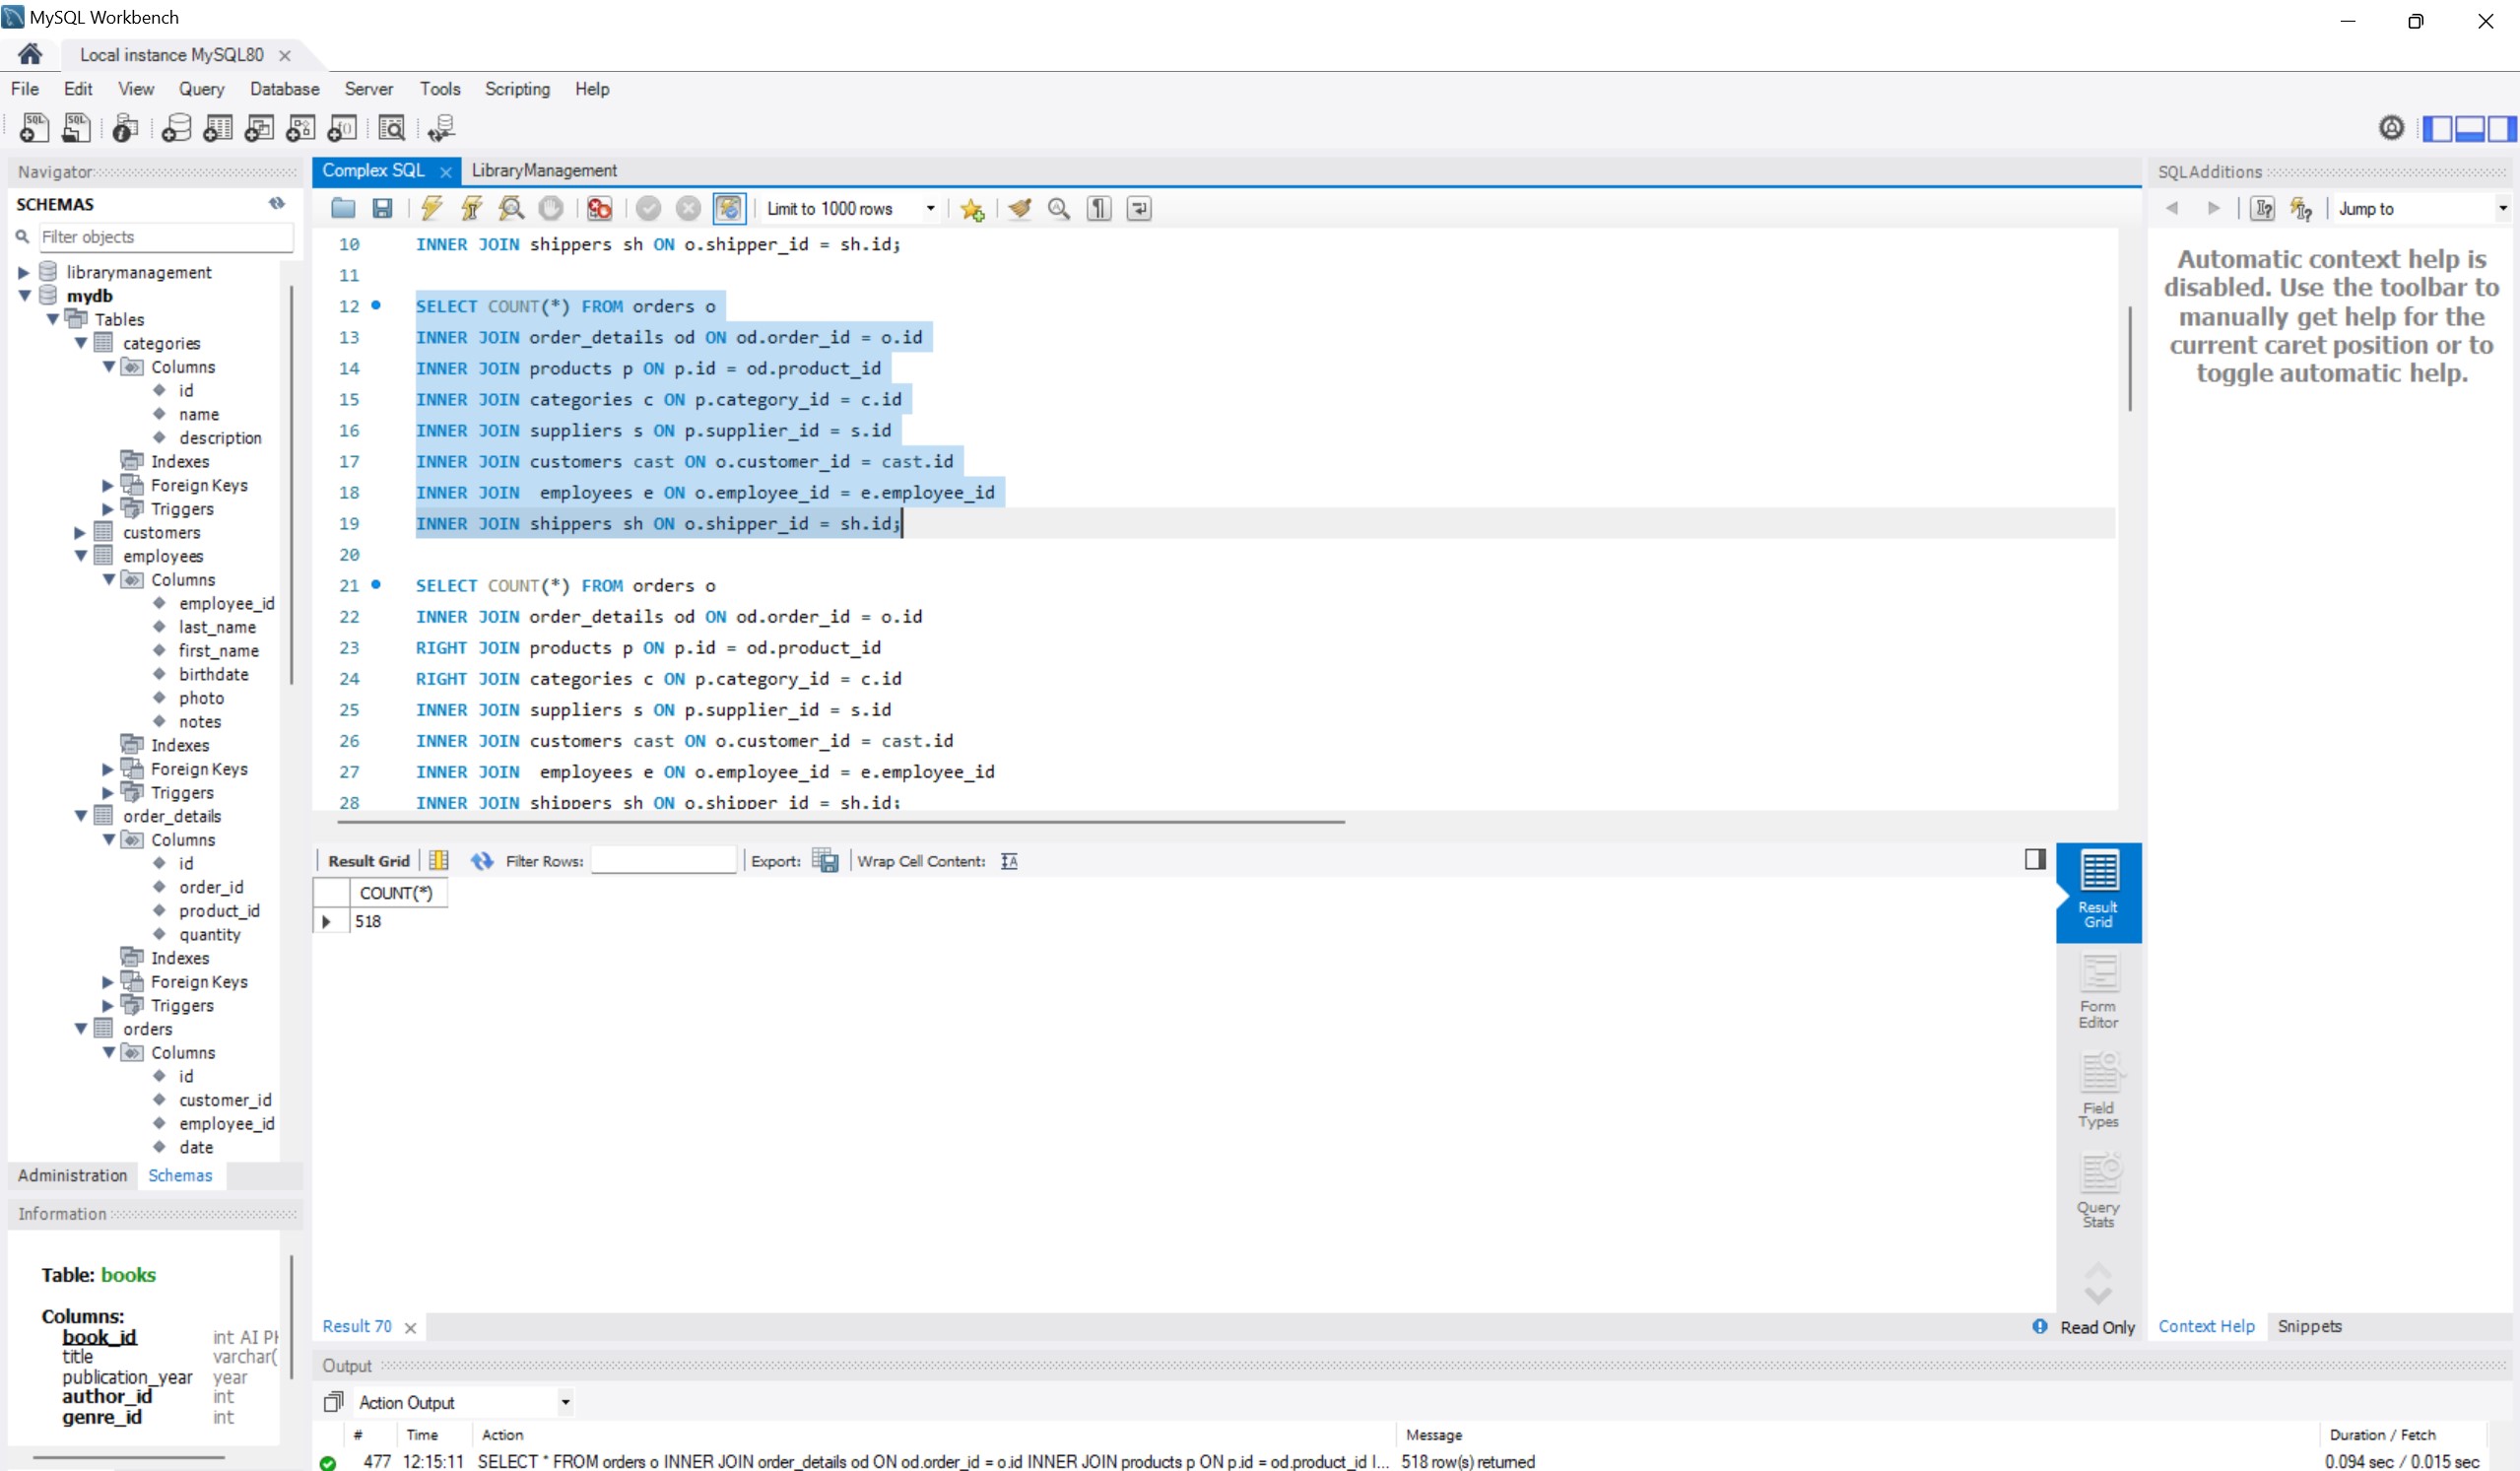 MySQL Workbench
Local instance MySQL80
File Edit View Query Database Server Tools Scripting Help
Navigator
SCHEMAS
Filter objects
librarymanagement
mydb
Tables
categories
Columns
id
name
description
Indexes
Foreign Keys
Triggers
customers
employees
Columns
employee_id
last_name
first_name
birthdate
photo
notes
Indexes
Foreign Keys
Triggers
order_details
Columns
id
order_id
product_id
quantity
Indexes
Foreign Keys
Triggers
orders
Columns
id
customer_id
employee_id
date
Administration Schemas
Information
Table: books
Columns:
book_id int AI PK
title varchar(
publication_year year
author_id int
genre_id int
Complex SQL LibraryManagement
Limit to 1000 rows
10 INNER JOIN shippers sh ON o.shipper_id = sh.id;
11
12 SELECT COUNT(*) FROM orders o
13 INNER JOIN order_details od ON od.order_id = o.id
14 INNER JOIN products p ON p.id = od.product_id
15 INNER JOIN categories c ON p.category_id = c.id
16 INNER JOIN suppliers s ON p.supplier_id = s.id
17 INNER JOIN customers cast ON o.customer_id = cast.id
18 INNER JOIN  employees e ON o.employee_id = e.employee_id
19 INNER JOIN shippers sh ON o.shipper_id = sh.id;
20
21 SELECT COUNT(*) FROM orders o
22 INNER JOIN order_details od ON od.order_id = o.id
23 RIGHT JOIN products p ON p.id = od.product_id
24 RIGHT JOIN categories c ON p.category_id = c.id
25 INNER JOIN suppliers s ON p.supplier_id = s.id
26 INNER JOIN customers cast ON o.customer_id = cast.id
27 INNER JOIN  employees e ON o.employee_id = e.employee_id
28 INNER JOIN shippers sh ON o.shipper_id = sh.id;
Result Grid Filter Rows: Export: Wrap Cell Content:
COUNT(*)
518
Result Grid
Form Editor
Field Types
Query Stats
Result 70
Read Only
SQLAdditions
Jump to
Automatic context help is
disabled. Use the toolbar to
manually get help for the
current caret position or to
toggle automatic help.
Context Help Snippets
Output
Action Output
# Time Action Message Duration / Fetch
477 12:15:11 SELECT * FROM orders o INNER JOIN order_details od ON od.order_id = o.id INNER JOIN products p ON p.id = od.product_id I... 518 row(s) returned 0.094 sec / 0.015 sec